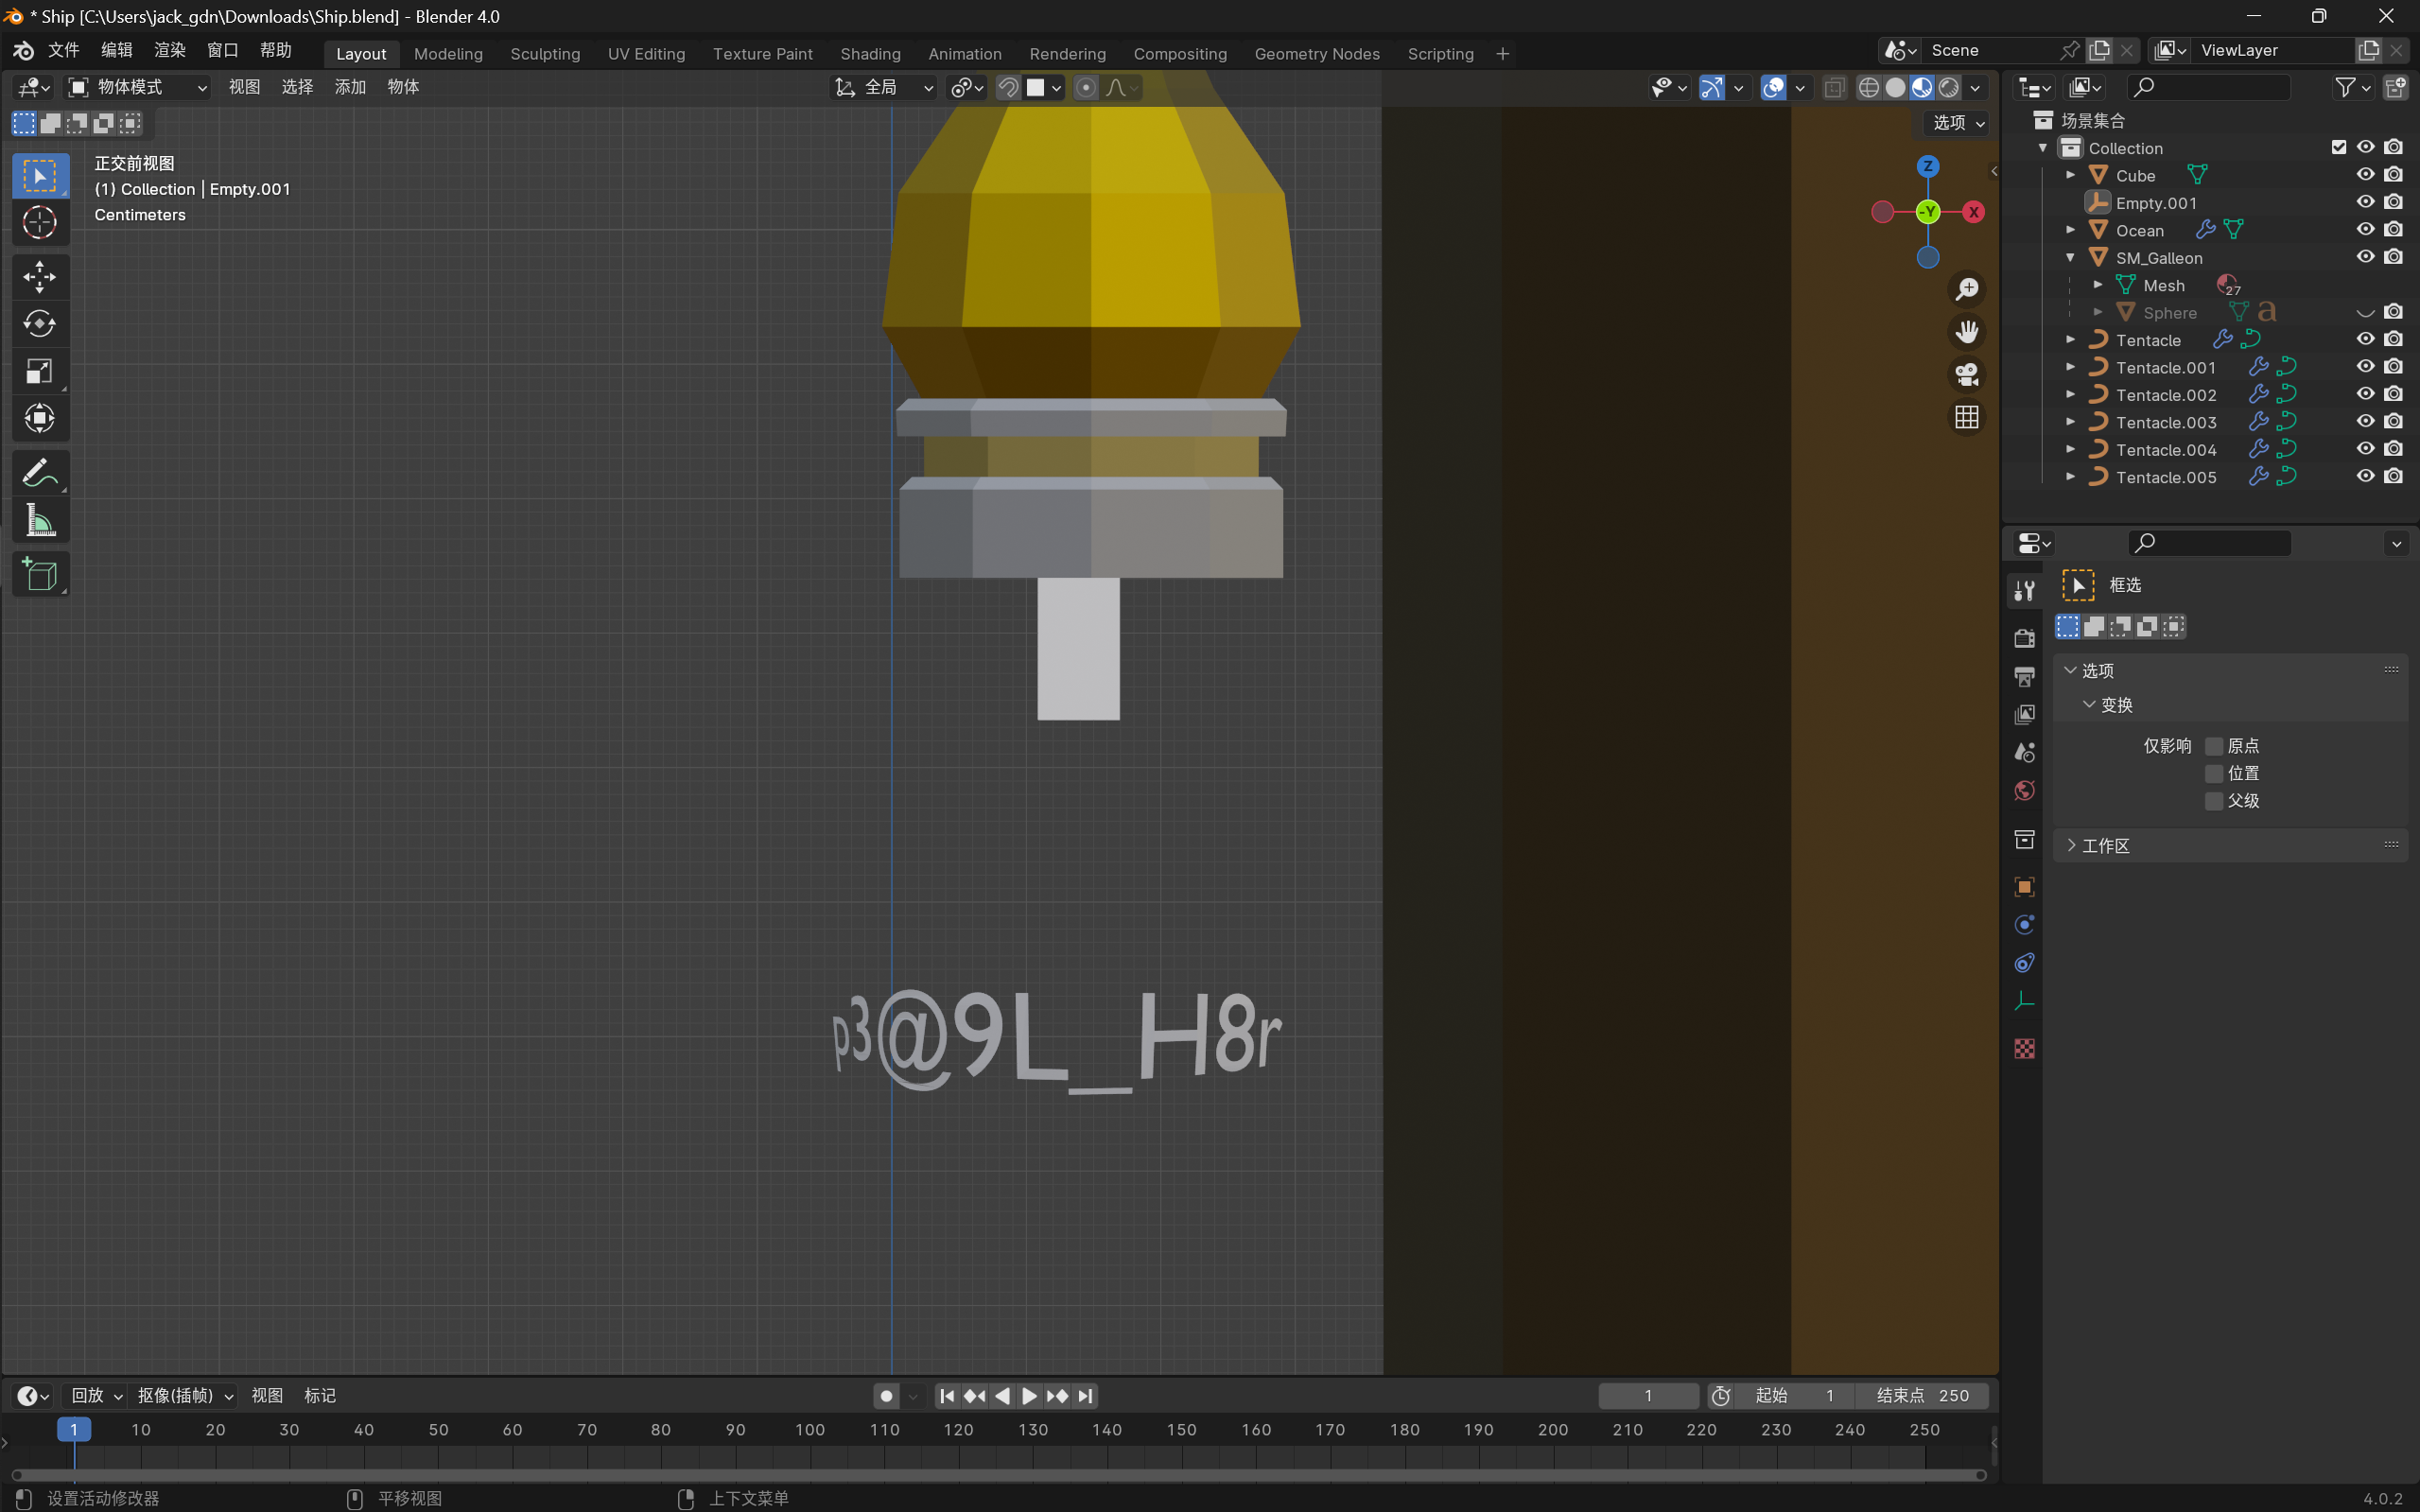 * Ship [C:\Users\jack_gdn\Downloads\Ship.blend] - Blender 4.0
文件 编辑 渲染 窗口 帮助 Layout Modeling Sculpting UV Editing Texture Paint Shading Animation Rendering Compositing Geometry Nodes Scripting + Scene ViewLayer
物体模式 视图 选择 添加 物体 全局
选项
正交前视图
(1) Collection | Empty.001
Centimeters
Z
-Y X
p3@9L_H8r
场景集合
Collection
Cube
Empty.001
Ocean
SM_Galleon
Mesh 27
Sphere a
Tentacle
Tentacle.001
Tentacle.002
Tentacle.003
Tentacle.004
Tentacle.005
框选
选项
变换
仅影响 原点
位置
父级
工作区
回放 抠像(插帧) 视图 标记 1 起始 1 结束点 250
1 10 20 30 40 50 60 70 80 90 100 110 120 130 140 150 160 170 180 190 200 210 220 230 240 250
设置活动修改器 平移视图 上下文菜单 4.0.2